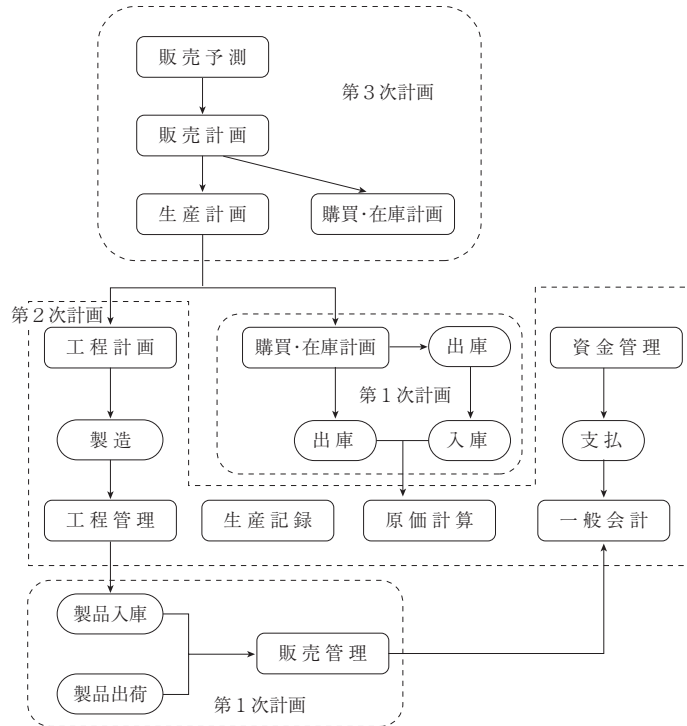 販売予測
第3次計画
販売計画
生産計画
購買・在庫計画
第2次計画
工程計画
購買・在庫計画
出庫
資金管理
第1次計画
製造
出庫
入庫
支払
工程管理
生産記録
原価計算
一般会計
製品入庫
販売管理
製品出荷
第1次計画